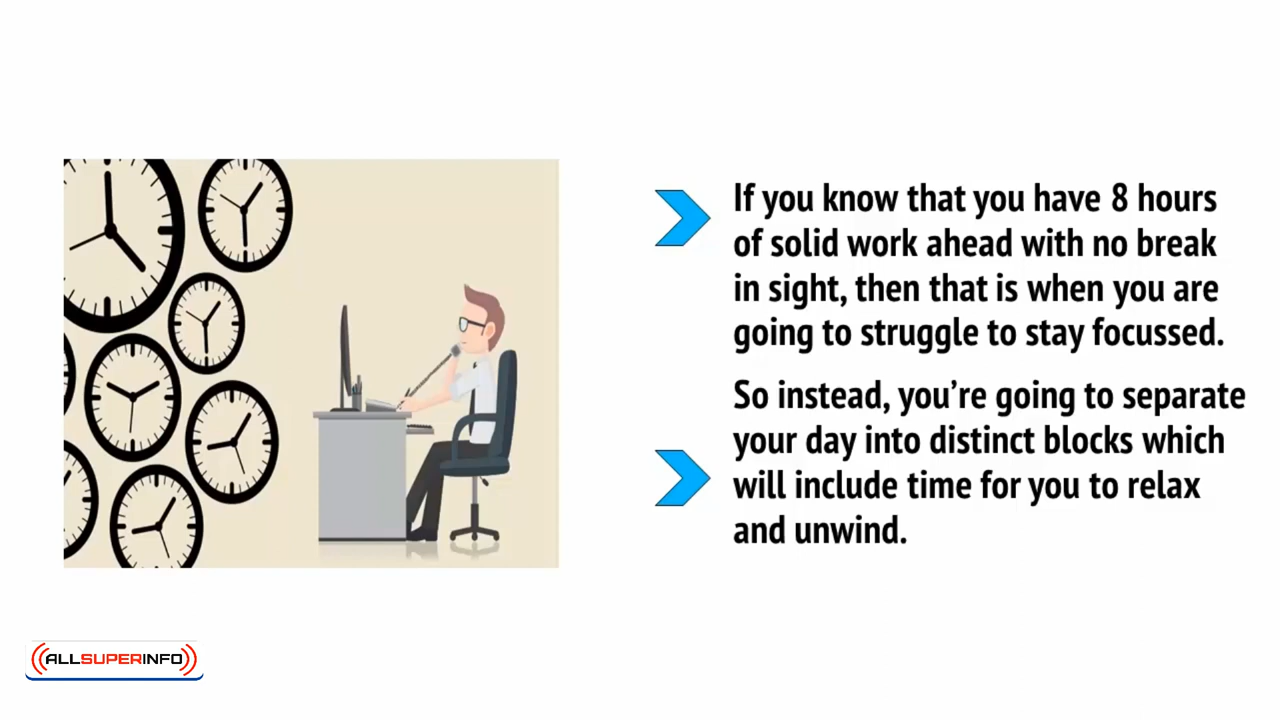 If you know that you have 8 hours
of solid work ahead with no break
in sight, then that is when you are
going to struggle to stay focussed.
So instead, you’re going to separate
your day into distinct blocks which
will include time for you to relax
and unwind.
ALLSUPERINFO